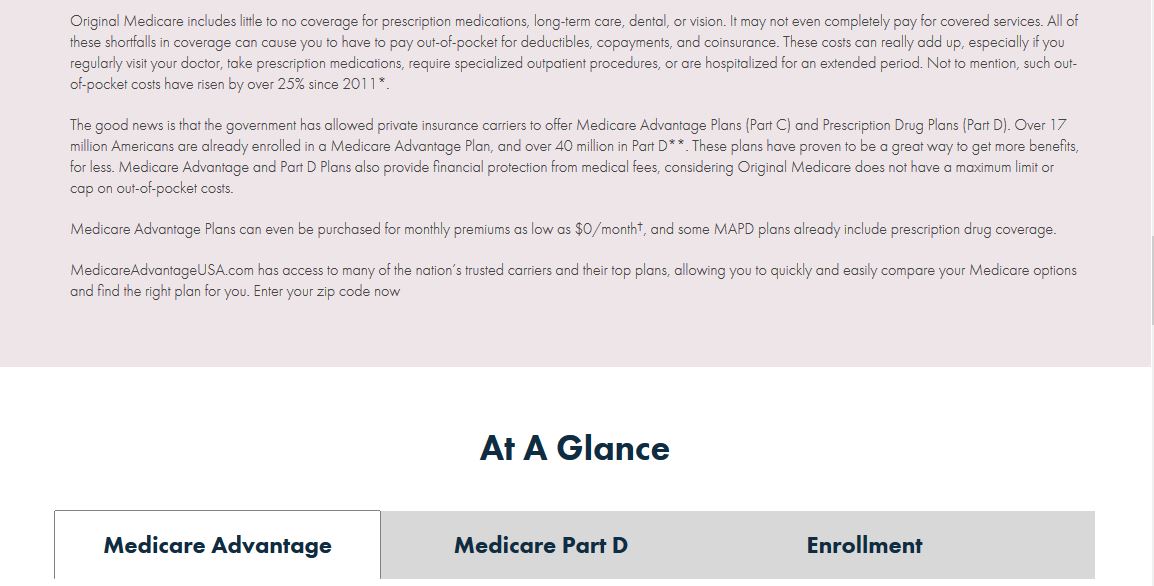 Original Medicare includes little to no coverage for prescription medications, long-term care, dental, or vision. It may not even completely pay for covered services. All of
these shortfalls in coverage can cause you to have to pay out-of-pocket for deductibles, copayments, and coinsurance. These costs can really add up, especially if you
regularly visit your doctor, take prescription medications, require specialized outpatient procedures, or are hospitalized for an extended period. Not to mention, such out-
of-pocket costs have risen by over 25% since 2011*.
The good news is that the government has allowed private insurance carriers to offer Medicare Advantage Plans (Part C) and Prescription Drug Plans (Part D). Over 17
million Americans are already enrolled in a Medicare Advantage Plan, and over 40 million in Part D**. These plans have proven to be a great way to get more benefits,
for less. Medicare Advantage and Part D Plans also provide financial protection from medical fees, considering Original Medicare does not have a maximum limit or
cap on out-of-pocket costs.
Medicare Advantage Plans can even be purchased for monthly premiums as low as $0/month†, and some MAPD plans already include prescription drug coverage.
MedicareAdvantageUSA.com has access to many of the nation's trusted carriers and their top plans, allowing you to quickly and easily compare your Medicare options
and find the right plan for you. Enter your zip code now
At A Glance
Medicare Advantage
Medicare Part D
Enrollment